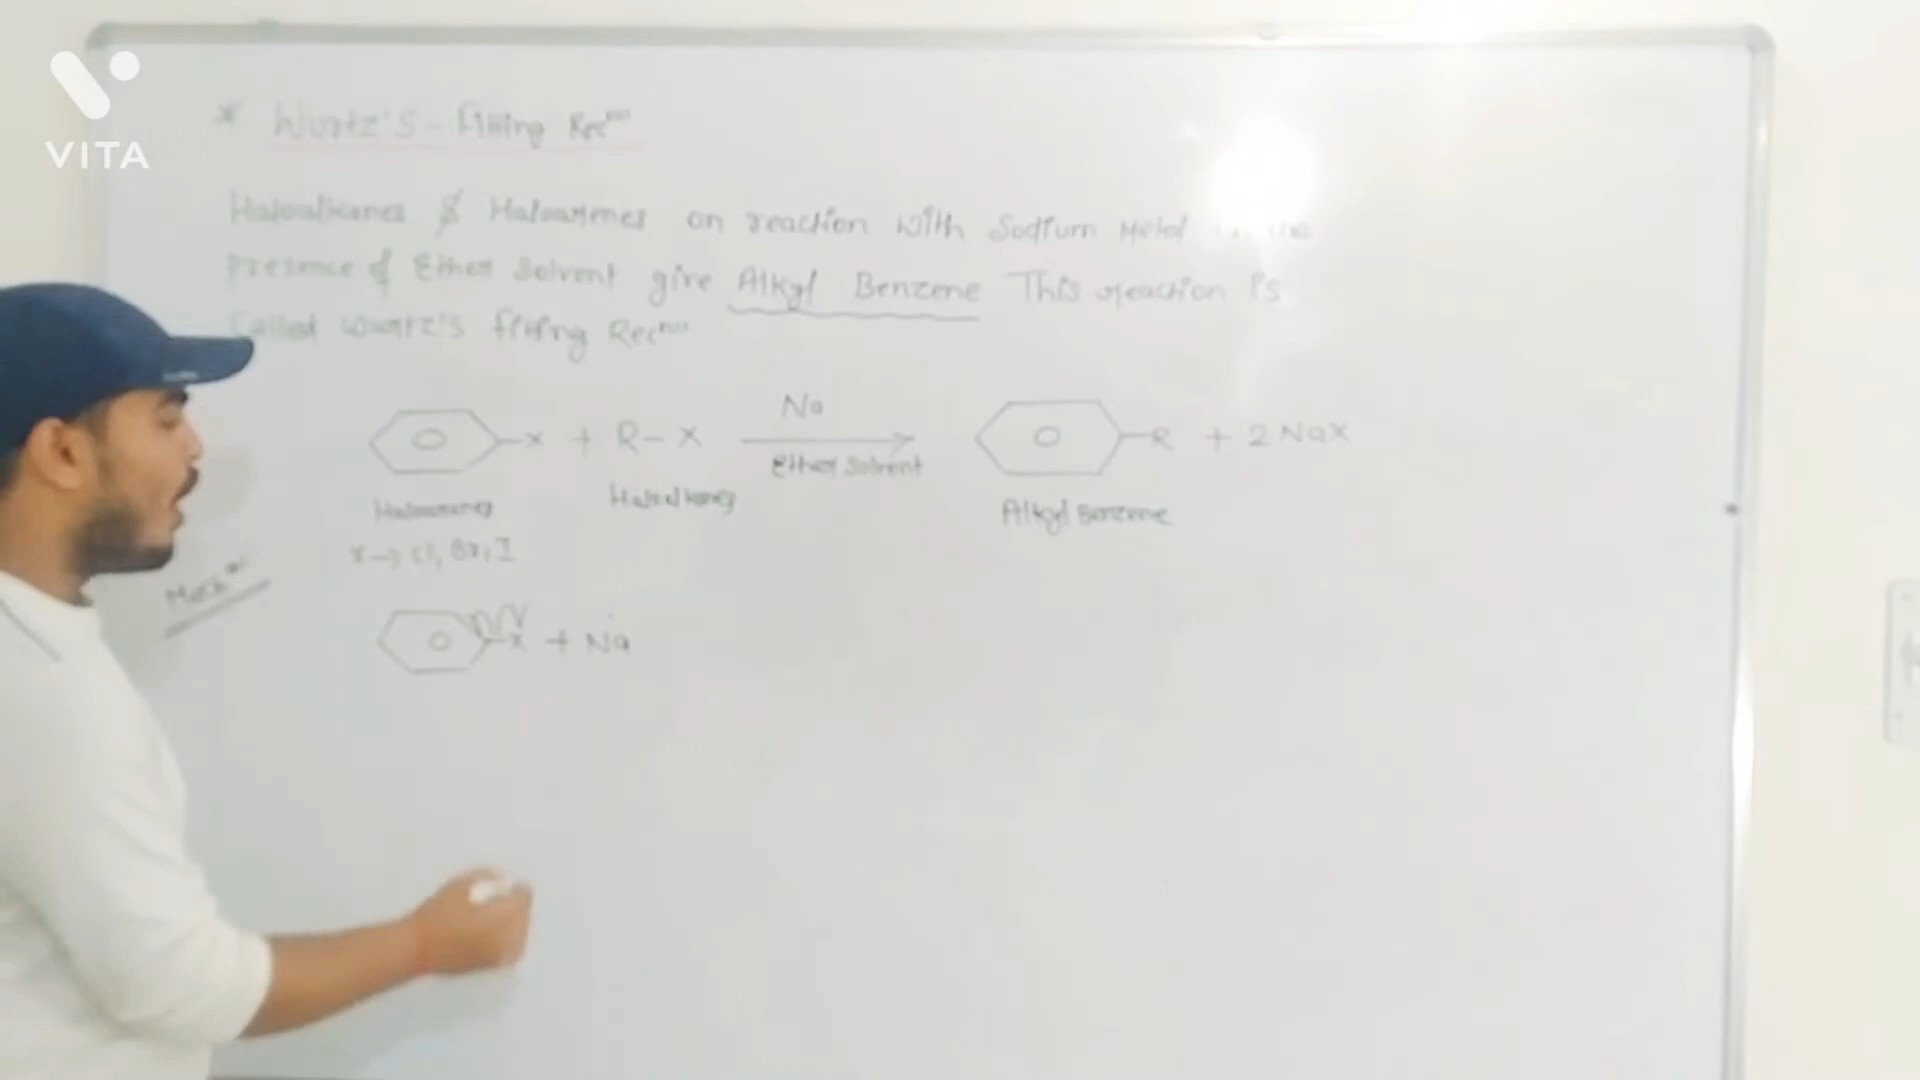 VITA
* Wurtz's - fitting Recⁿⁿ
Haloalkanes & Haloarenes on reaction with Sodium Metal in the
presence of Ether Solvent give Alkyl Benzene This reaction is
Called wurtz's fitting Recⁿⁿ
Na
X + R - X → R + 2 NaX
Ether Solvent
Haloarenes Haloalkanes Alkyl Benzene
X → Cl, Br, I
Mechⁿ
X + Na